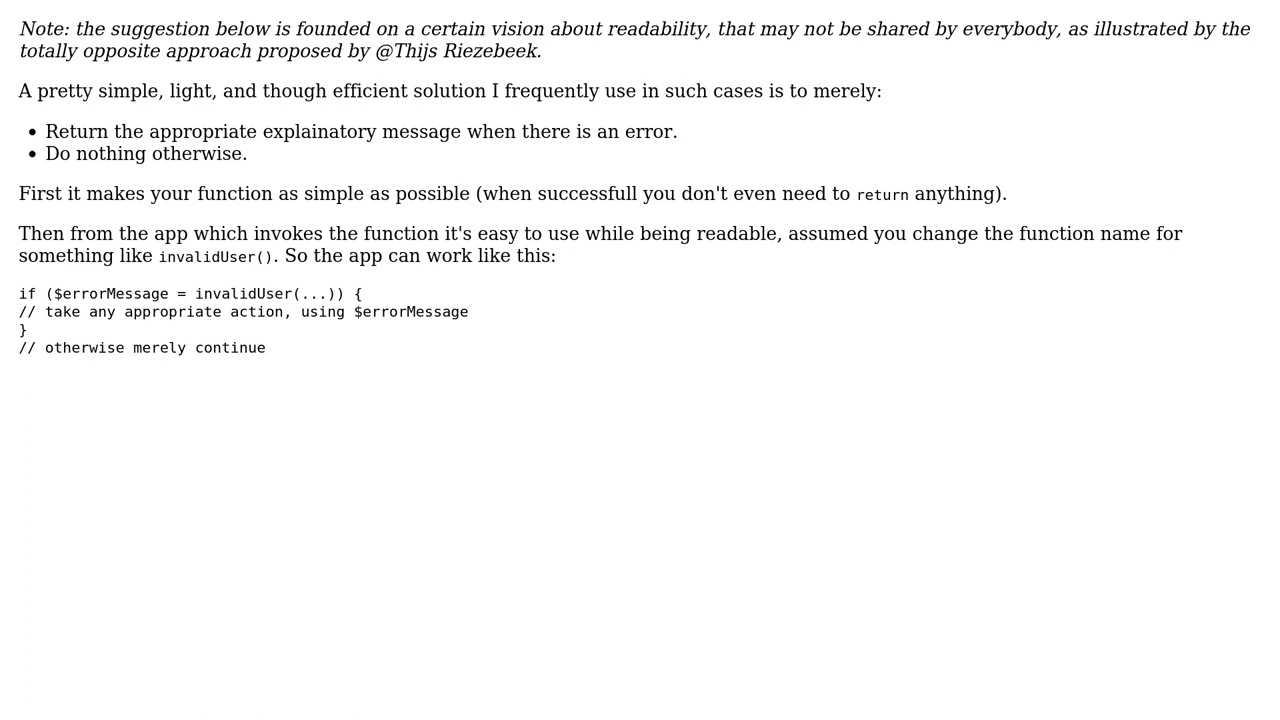 Note: the suggestion below is founded on a certain vision about readability, that may not be shared by everybody, as illustrated by the
totally opposite approach proposed by @Thijs Riezebeek.
A pretty simple, light, and though efficient solution I frequently use in such cases is to merely:
• Return the appropriate explainatory message when there is an error.
• Do nothing otherwise.
First it makes your function as simple as possible (when successfull you don't even need to return anything).
Then from the app which invokes the function it's easy to use while being readable, assumed you change the function name for
something like invalidUser(). So the app can work like this:
if ($errorMessage = invalidUser(...)) {
// take any appropriate action, using $errorMessage
}
// otherwise merely continue